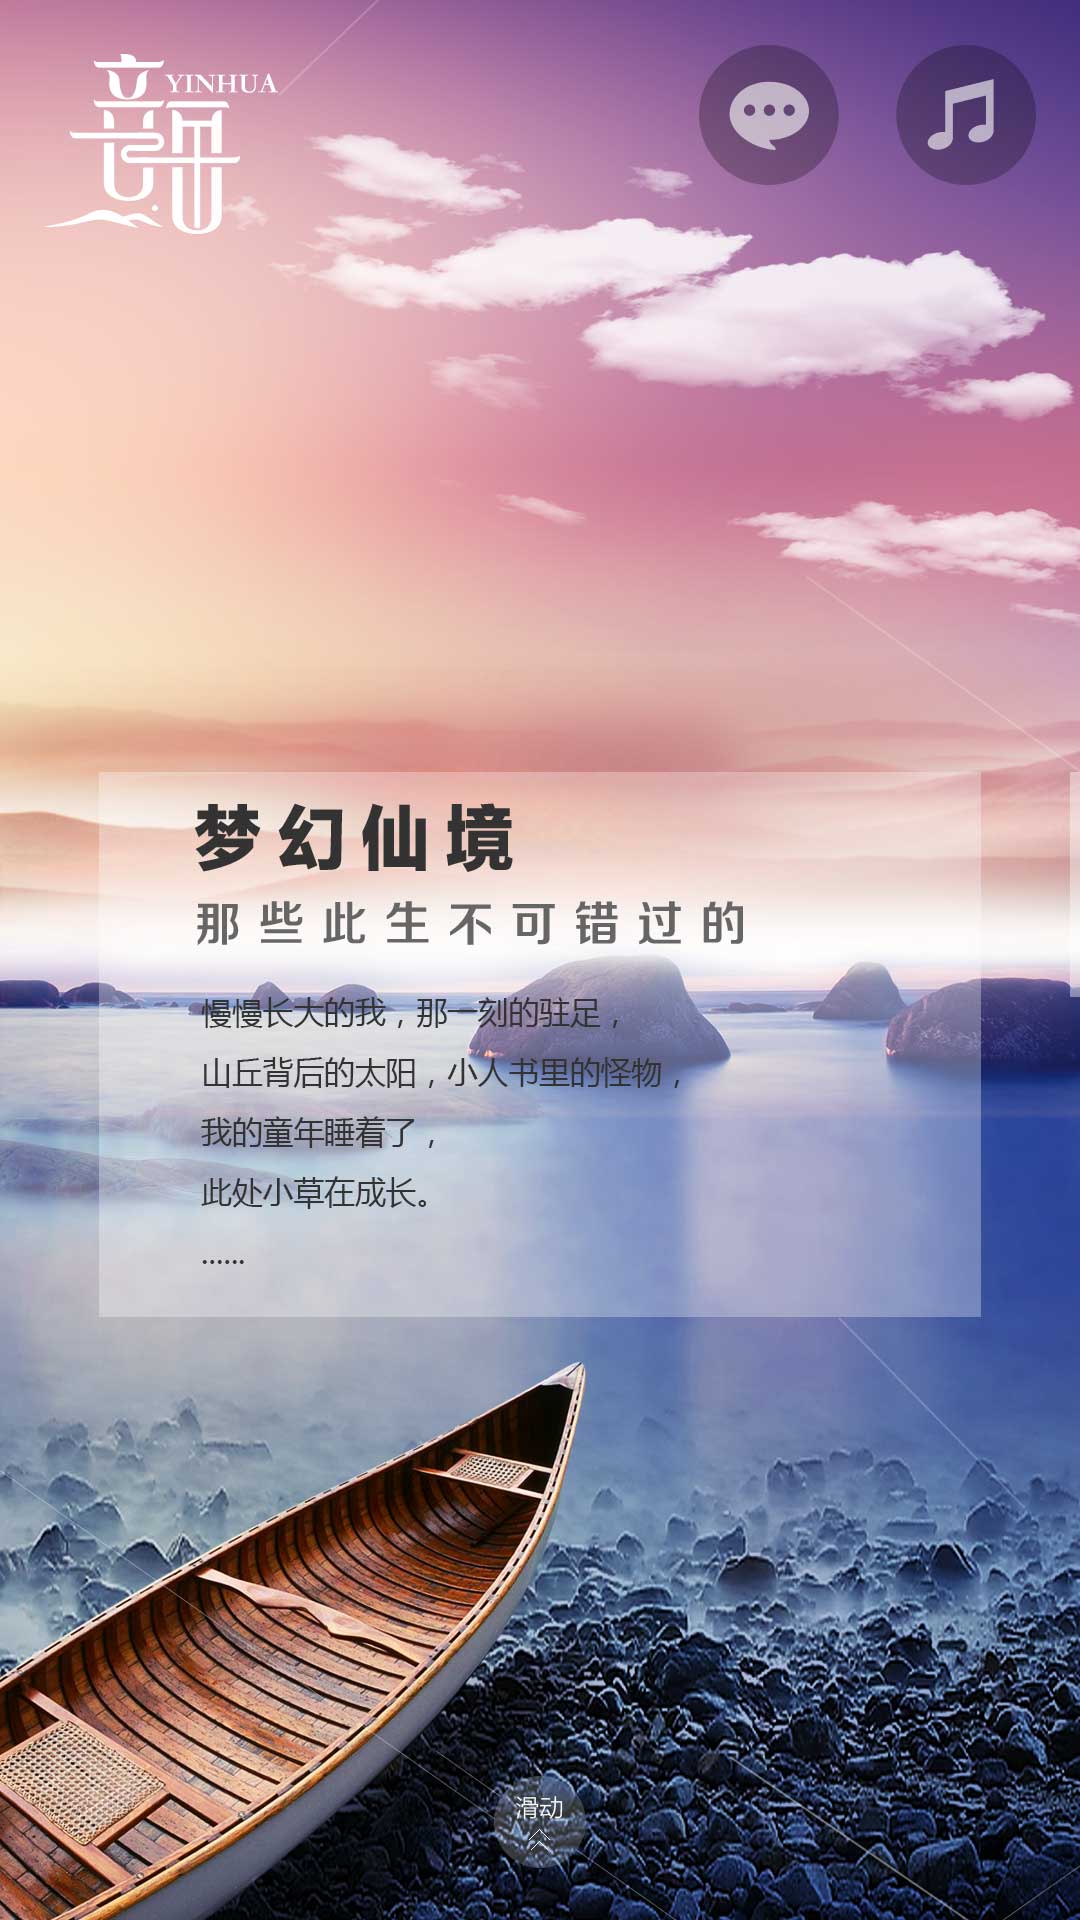 YINHUA
梦幻仙境
那些此生不可错过的
慢慢长大的我，那一刻的驻足，
山丘背后的太阳，小人书里的怪物，
我的童年睡着了，
此处小草在成长。
......
滑动